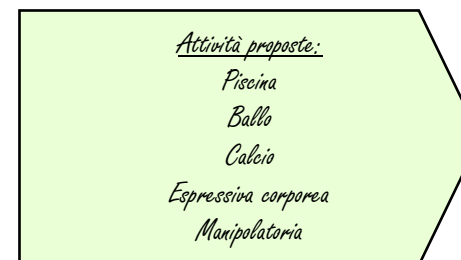 Attività proposte:
Piscina
Ballo
Calcio
Espressiva corporea
Manipolatoria